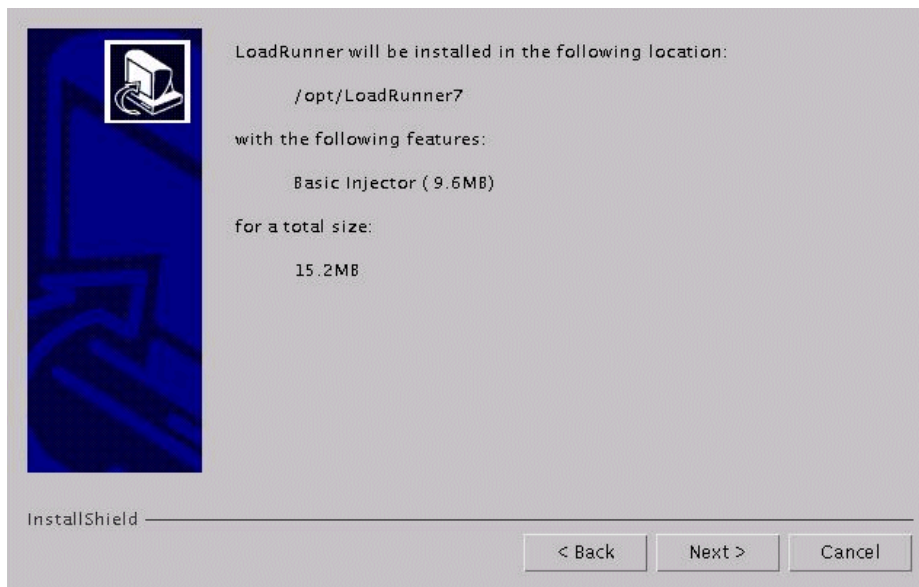 LoadRunner will be installed in the following location:
/opt/LoadRunner7
with the following features:
Basic Injector ( 9.6MB)
for a total size:
15.2MB
InstallShield
< Back
Next >
Cancel